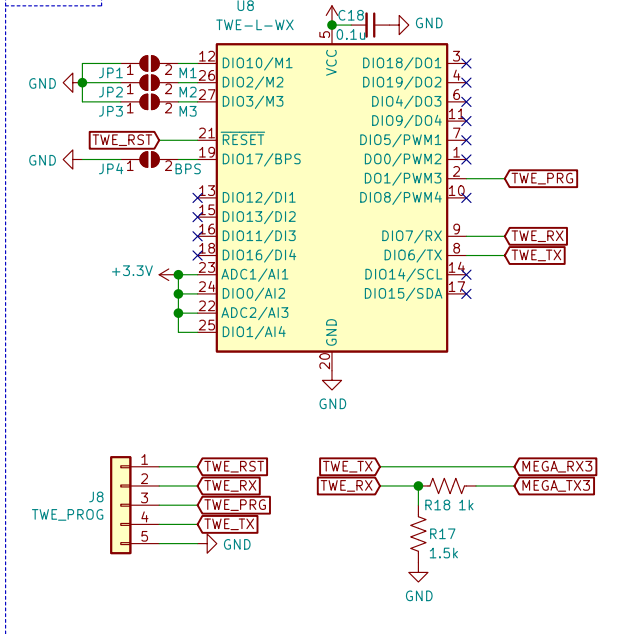 U8
TWE-L-WX
C18
0.1u
GND
5
VCC
12 DIO10/M1
26 DIO2/M2
27 DIO3/M3
GND
JP1 1 2 M1
JP2 1 2 M2
JP3 1 2 M3
TWE_RST 21 RESET
GND 19 DIO17/BPS
JP4 1 2 BPS
13 DIO12/DI1
15 DIO13/DI2
16 DIO11/DI3
18 DIO16/DI4
+3.3V 23 ADC1/AI1
24 DIO0/AI2
22 ADC2/AI3
25 DIO1/AI4
DIO18/DO1 3
DIO19/DO2 4
DIO4/DO3 6
DIO9/DO4 11
DIO5/PWM1 7
DO0/PWM2 1
DO1/PWM3 2 TWE_PRG
DIO8/PWM4 10
DIO7/RX 9 TWE_RX
DIO6/TX 8 TWE_TX
DIO14/SCL 14
DIO15/SDA 17
GND
20
GND
J8
TWE_PROG
1 TWE_RST
2 TWE_RX
3 TWE_PRG
4 TWE_TX
5 GND
TWE_TX MEGA_RX3
TWE_RX MEGA_TX3
R18 1k
R17
1.5k
GND